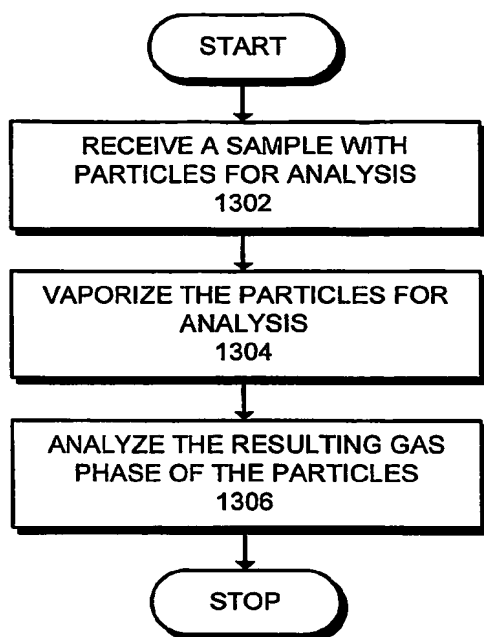 START
RECEIVE A SAMPLE WITH
PARTICLES FOR ANALYSIS
1302
VAPORIZE THE PARTICLES FOR
ANALYSIS
1304
ANALYZE THE RESULTING GAS
PHASE OF THE PARTICLES
1306
STOP